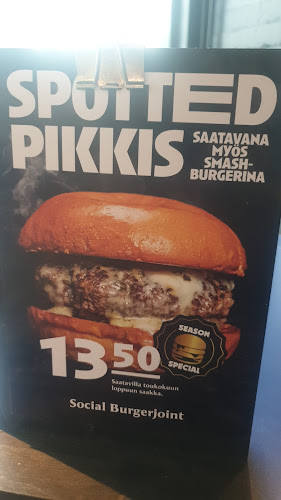 SPOTTED
PIKKIS
SAATAVANA
MYÖS
SMASH-
BURGERINA
SEASON
SPECIAL
13 50
Saatavilla toukokuun
loppuun saakka.
Social Burgerjoint